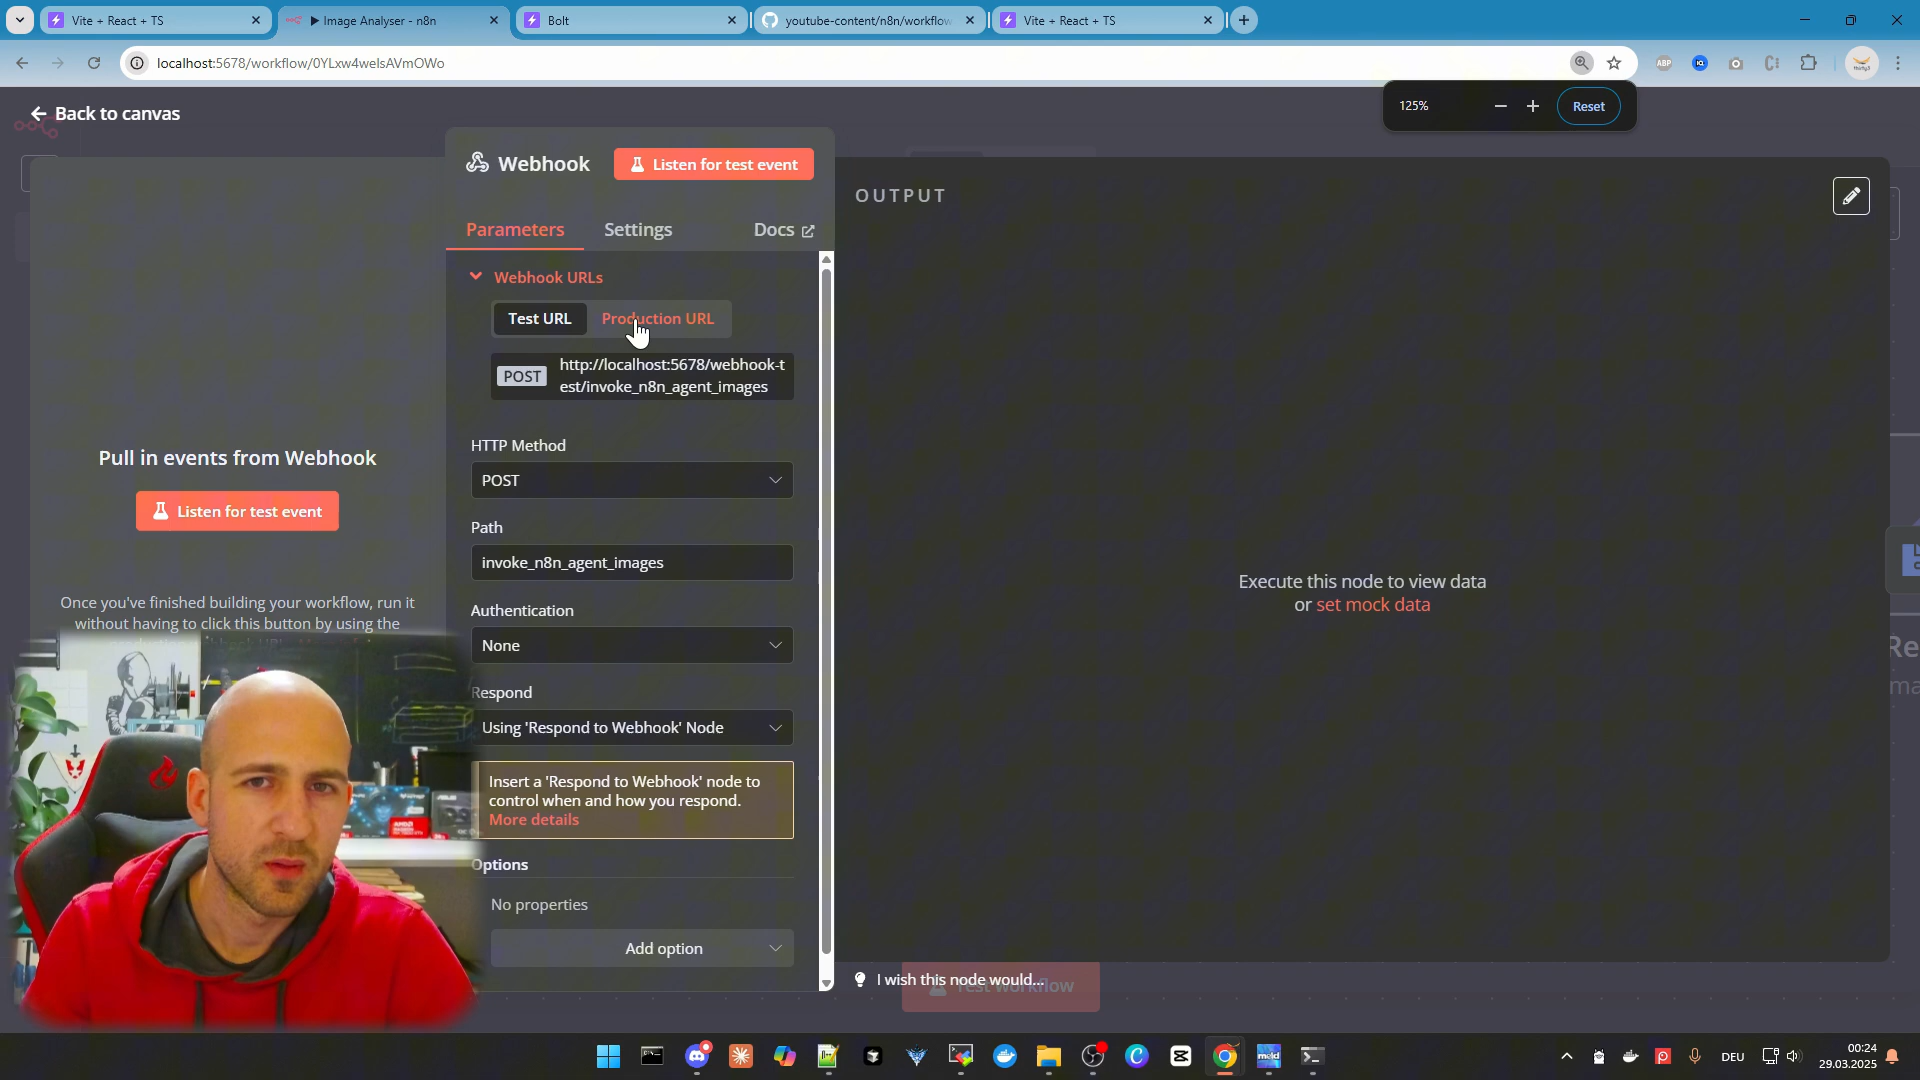 Vite + React + TS
▶ Image Analyser - n8n
Bolt
youtube-content/n8n/workflow
Vite + React + TS
localhost:5678/workflow/0YLxw4welsAVmOWo
ABP
125%
Reset
Back to canvas
Webhook
Listen for test event
OUTPUT
Parameters
Settings
Docs
Webhook URLs
Test URL
Production URL
POST
http://localhost:5678/webhook-t
est/invoke_n8n_agent_images
Pull in events from Webhook
Listen for test event
Once you've finished building your workflow, run it
without having to click this button by using the
HTTP Method
POST
Path
invoke_n8n_agent_images
Authentication
None
Respond
Using 'Respond to Webhook' Node
Insert a 'Respond to Webhook' node to
control when and how you respond.
More details
Options
No properties
Add option
Execute this node to view data
or set mock data
I wish this node would...
Test workflow
Re
ma
AMD
DEU
00:24
29.03.2025